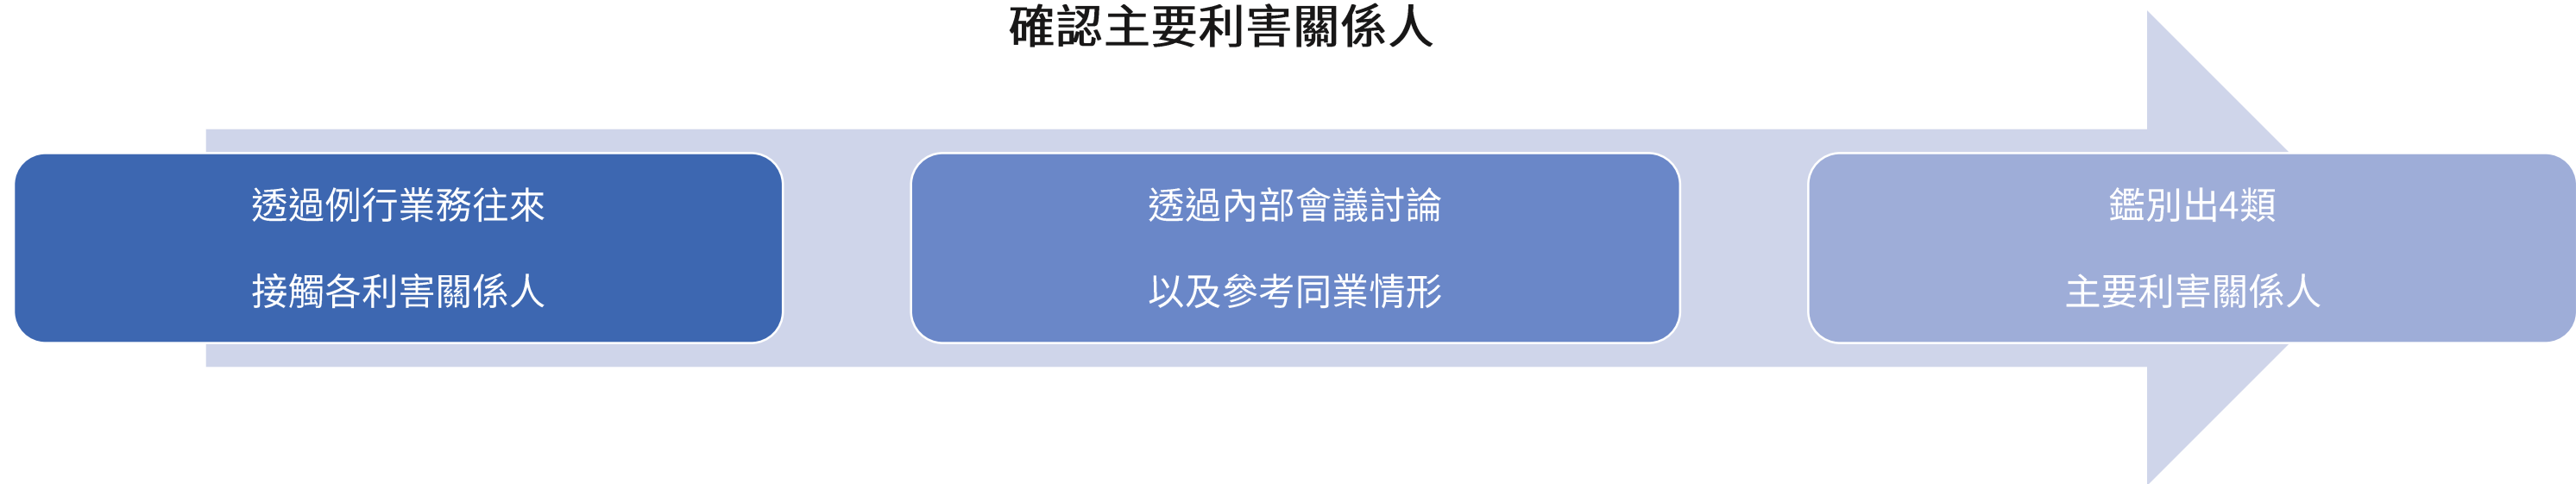 確認主要利害關係人
透過例行業務往來
接觸各利害關係人
透過內部會議討論
以及參考同業情形
鑑別出4類
主要利害關係人